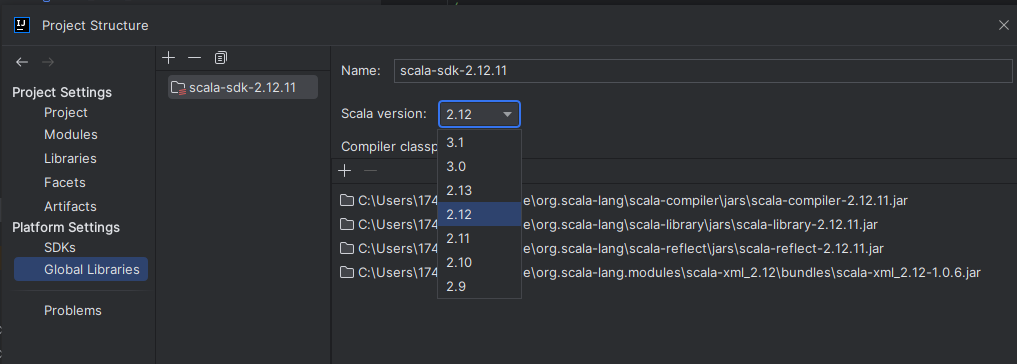 Project Structure
Project Settings
Project
Modules
Libraries
Facets
Artifacts
Platform Settings
SDKs
Global Libraries
Problems
scala-sdk-2.12.11
Name: scala-sdk-2.12.11
Scala version: 2.12
3.1
3.0
2.13
2.12
2.11
2.10
2.9
Compiler classp
C:\Users\174 e\org.scala-lang\scala-compiler\jars\scala-compiler-2.12.11.jar
C:\Users\174 e\org.scala-lang\scala-library\jars\scala-library-2.12.11.jar
C:\Users\174 e\org.scala-lang\scala-reflect\jars\scala-reflect-2.12.11.jar
C:\Users\174 e\org.scala-lang.modules\scala-xml_2.12\bundles\scala-xml_2.12-1.0.6.jar